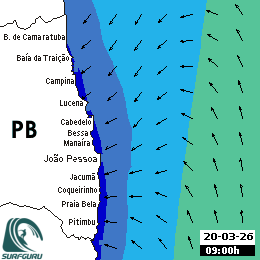 B. de Camaratuba
Baía da Traição
Campina
Lucena
Cabedelo
PB
Bessa
Manaíra
João Pessoa
Jacumã
Coqueirinho
Praia Bela
Pitimbu
20-03-26
09:00h
SURFGURU